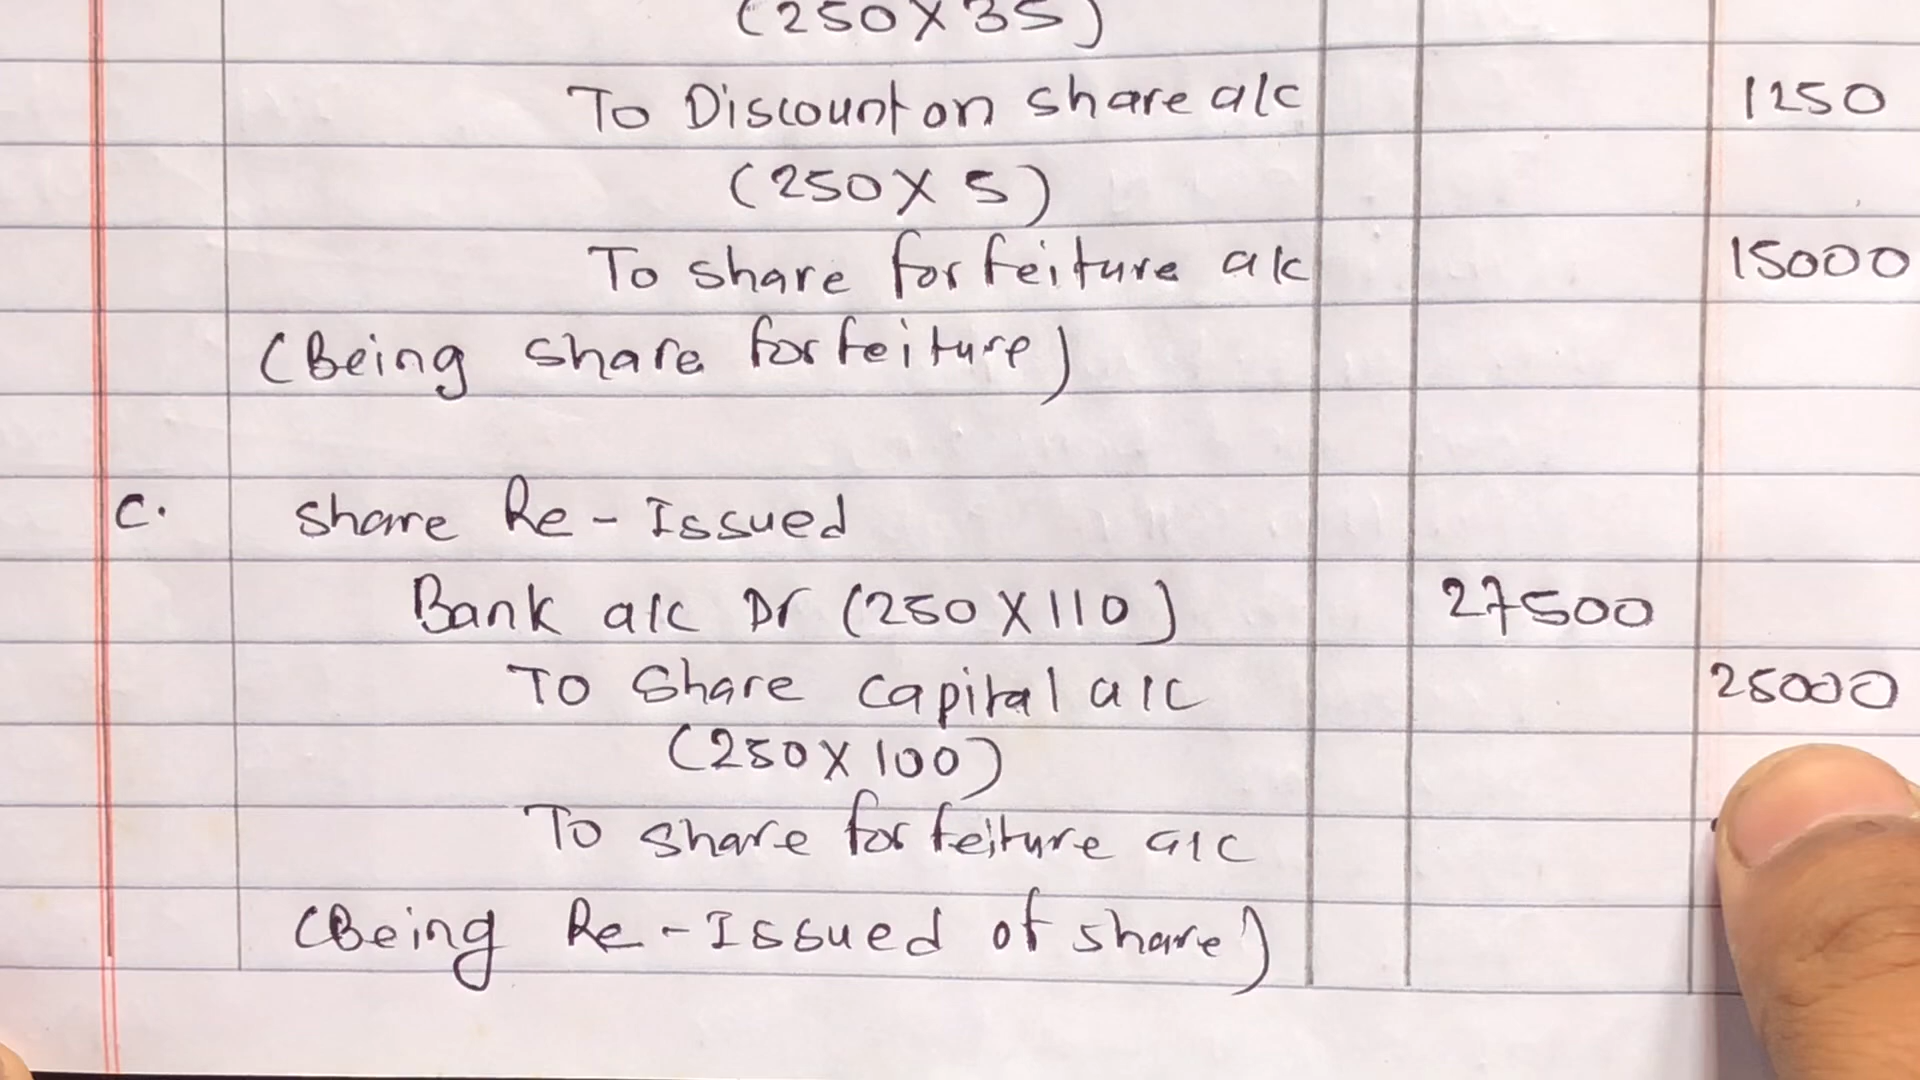 (250 X 35)
To Discount on share a/c 1250
(250 X 5)
To share forfeiture a/c 15000
(Being share forfeiture)
c. share Re-Issued
Bank a/c Dr (250 X 110) 27500
To Share capital a/c 25000
(250 X 100)
To share forfeiture a/c
(Being Re-Issued of share)